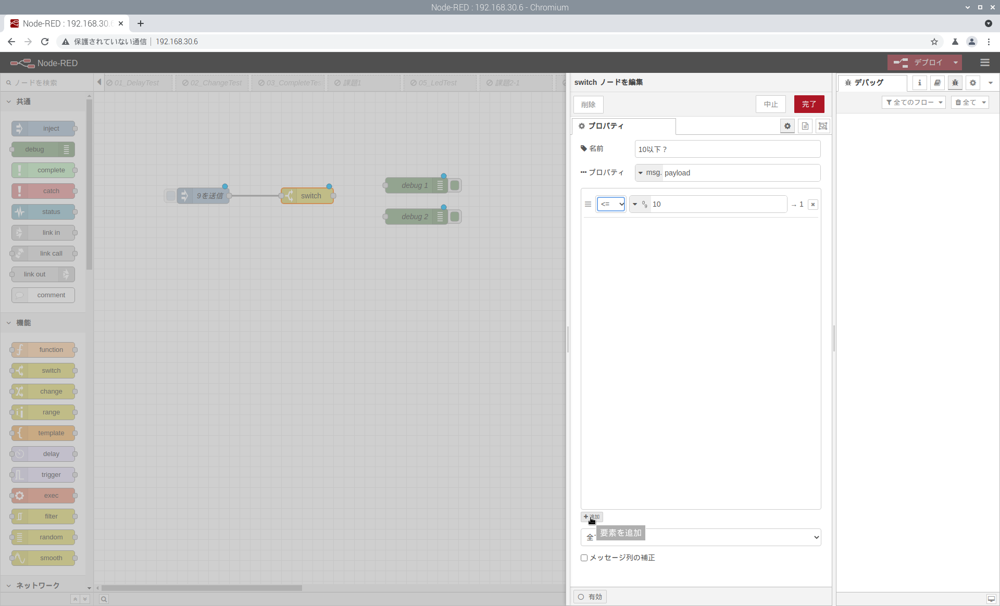 Node-RED : 192.168.30.6 - Chromium
Node-RED : 192.168.30.6
保護されていない通信
192.168.30.6
Node-RED
デプロイ
ノードを検索
01_DelayTest
02_ChangeTest
03_CompleteTes
課題1
05_LedTest
課題2-1
共通
inject
debug
complete
catch
status
link in
link call
link out
comment
機能
function
switch
change
range
template
delay
trigger
exec
filter
random
smooth
ネットワーク
9を送信
switch
debug 1
debug 2
switch ノードを編集
削除
中止
完了
プロパティ
名前
10以下？
プロパティ
msg. payload
<=
10
→ 1
追加
要素を追加
全
メッセージ列の補正
有効
デバッグ
全てのフロー
全て